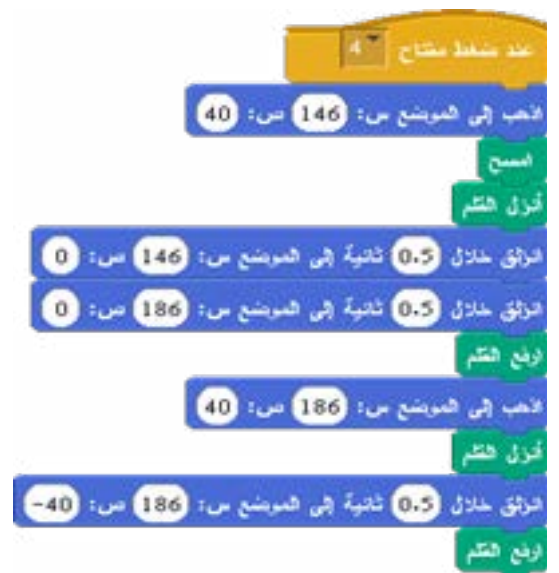 عند ضغط مفتاح 4
اذهب إلى الموضع س: 146 ص: 40
امسح
أنزل القلم
انزلق خلال 0.5 ثانية إلى الموضع س: 146 ص: 0
انزلق خلال 0.5 ثانية إلى الموضع س: 186 ص: 0
ارفع القلم
اذهب إلى الموضع س: 186 ص: 40
أنزل القلم
انزلق خلال 0.5 ثانية إلى الموضع س: 186 ص: -40
ارفع القلم